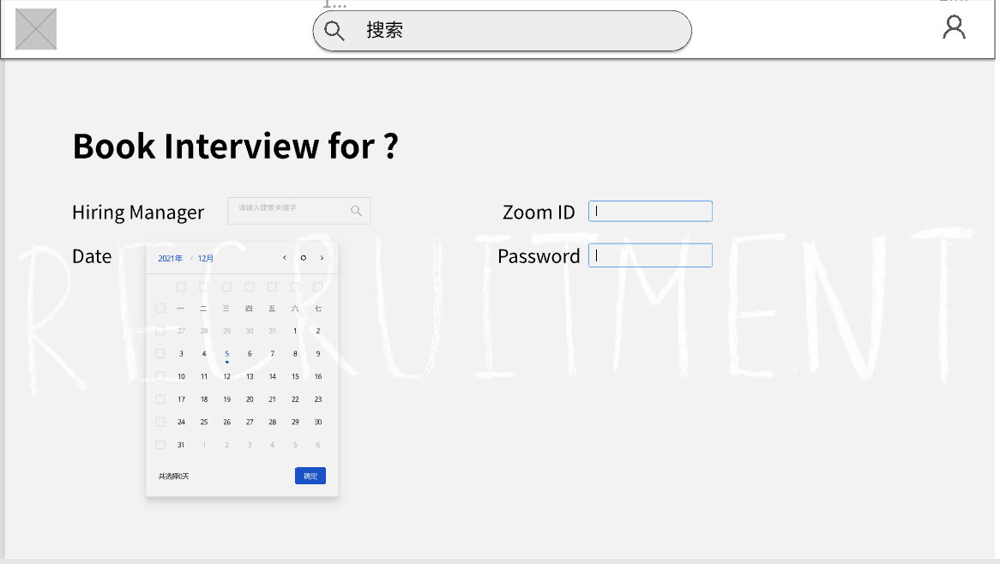 搜索
Book Interview for ?
Hiring Manager 请输入搜索关键字
Zoom ID
Date
Password
2021年 / 12月
一 二 三 四 五 六 七
27 28 29 30 31 1 2
3 4 5 6 7 8 9
10 11 12 13 14 15 16
17 18 19 20 21 22 23
24 25 26 27 28 29 30
31 1 2 3 4 5 6
共选择0天 确定
RECRUITMENT